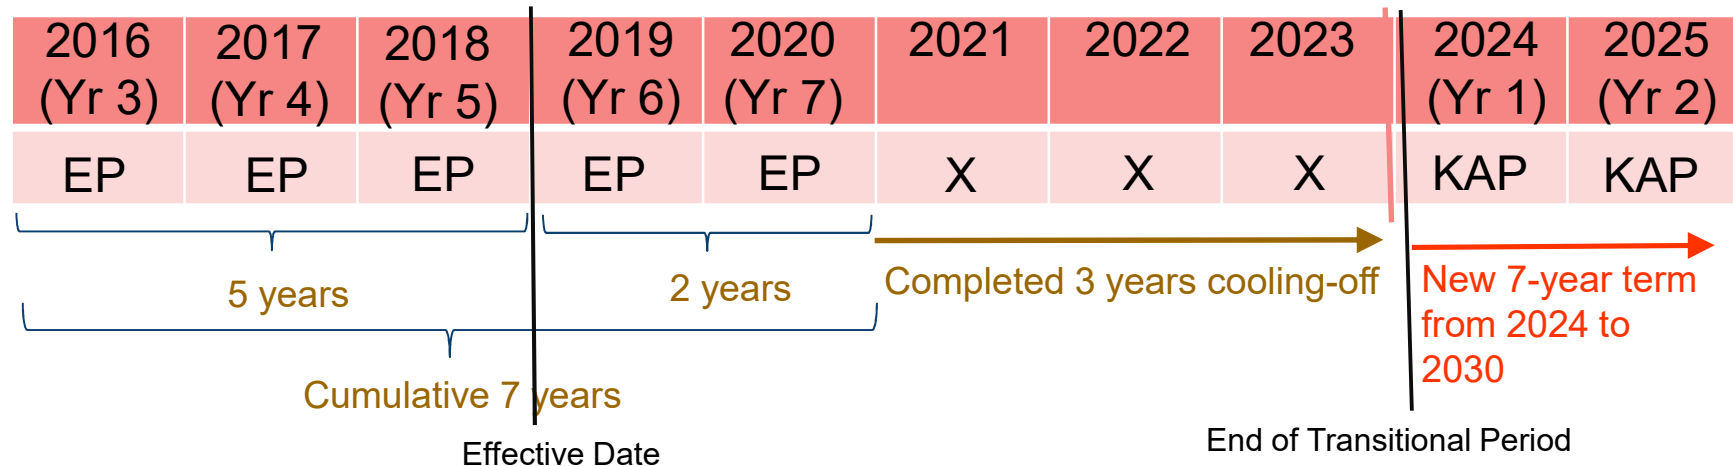 2016 2017 2018 2019 2020 2021 2022 2023 2024 2025
(Yr 3) (Yr 4) (Yr 5) (Yr 6) (Yr 7) (Yr 1) (Yr 2)
EP EP EP EP EP X X X KAP KAP
5 years
2 years
Completed 3 years cooling-off
New 7-year term
from 2024 to
2030
Cumulative 7 years
Effective Date
End of Transitional Period